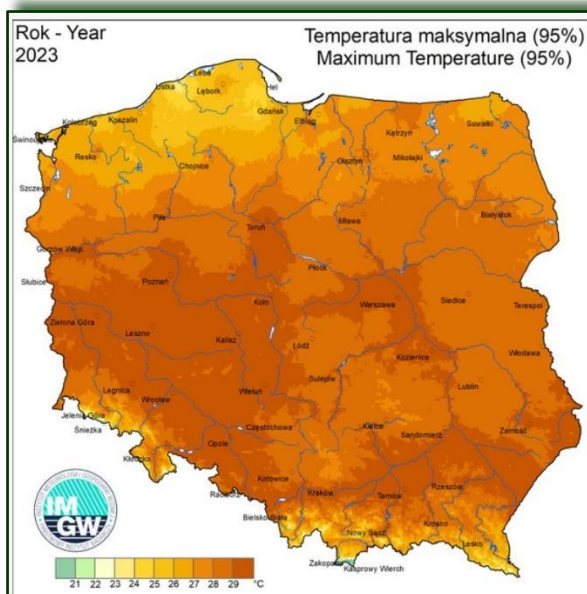 Rok - Year
2023
Temperatura maksymalna (95%)
Maximum Temperature (95%)
Łeba
Ustka
Lębork
Hel
Gdańsk
Elbląg
Kołobrzeg
Koszalin
Kętrzyn
Suwałki
Resko
Chojnice
Olsztyn
Mikołajki
Szczecin
Piła
Toruń
Mława
Białystok
Gorzów Wlkp.
Słubice
Poznań
Koło
Płock
Warszawa
Siedlce
Terespol
Zielona Góra
Leszno
Kalisz
Łódź
Kozienice
Włodawa
Legnica
Wrocław
Wieluń
Sulejów
Lublin
Jelenia Góra
Śnieżka
Częstochowa
Kielce
Sandomierz
Zamość
Kłodzko
Opole
Katowice
Kraków
Tarnów
Rzeszów
Racibórz
Bielsko-Biała
Nowy Sącz
Krosno
Lesko
Zakopane
Kasprowy Wierch
IM
GW
21 22 23 24 25 26 27 28 29 °C